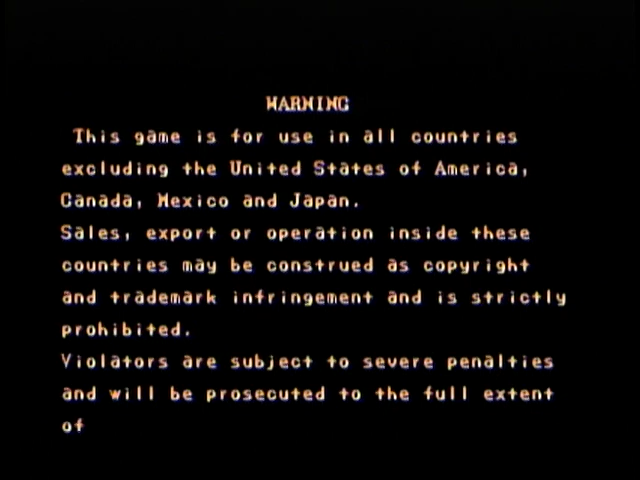 WARNING
This game is for use in all countries
excluding the United States of America,
Canada, Mexico and Japan.
Sales, export or operation inside these
countries may be construed as copyright
and trademark infringement and is strictly
prohibited.
Violators are subject to severe penalties
and will be prosecuted to the full extent
of